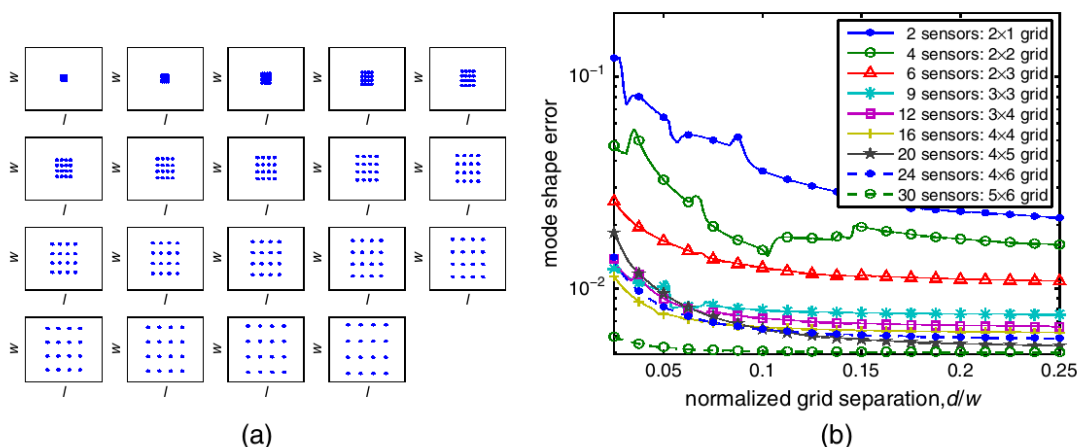 w w w w w
l l l l l
w w w w w
l l l l l
w w w w w
l l l l l
w w w w
l l l l
(a)
mode shape error
10⁻¹
10⁻²
2 sensors: 2×1 grid
4 sensors: 2×2 grid
6 sensors: 2×3 grid
9 sensors: 3×3 grid
12 sensors: 3×4 grid
16 sensors: 4×4 grid
20 sensors: 4×5 grid
24 sensors: 4×6 grid
30 sensors: 5×6 grid
0.05 0.1 0.15 0.2 0.25
normalized grid separation,d/w
(b)